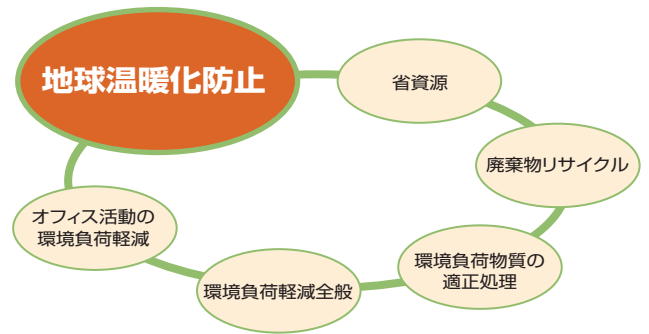 地球温暖化防止
省資源
廃棄物リサイクル
環境負荷物質の
適正処理
環境負荷軽減全般
オフィス活動の
環境負荷軽減